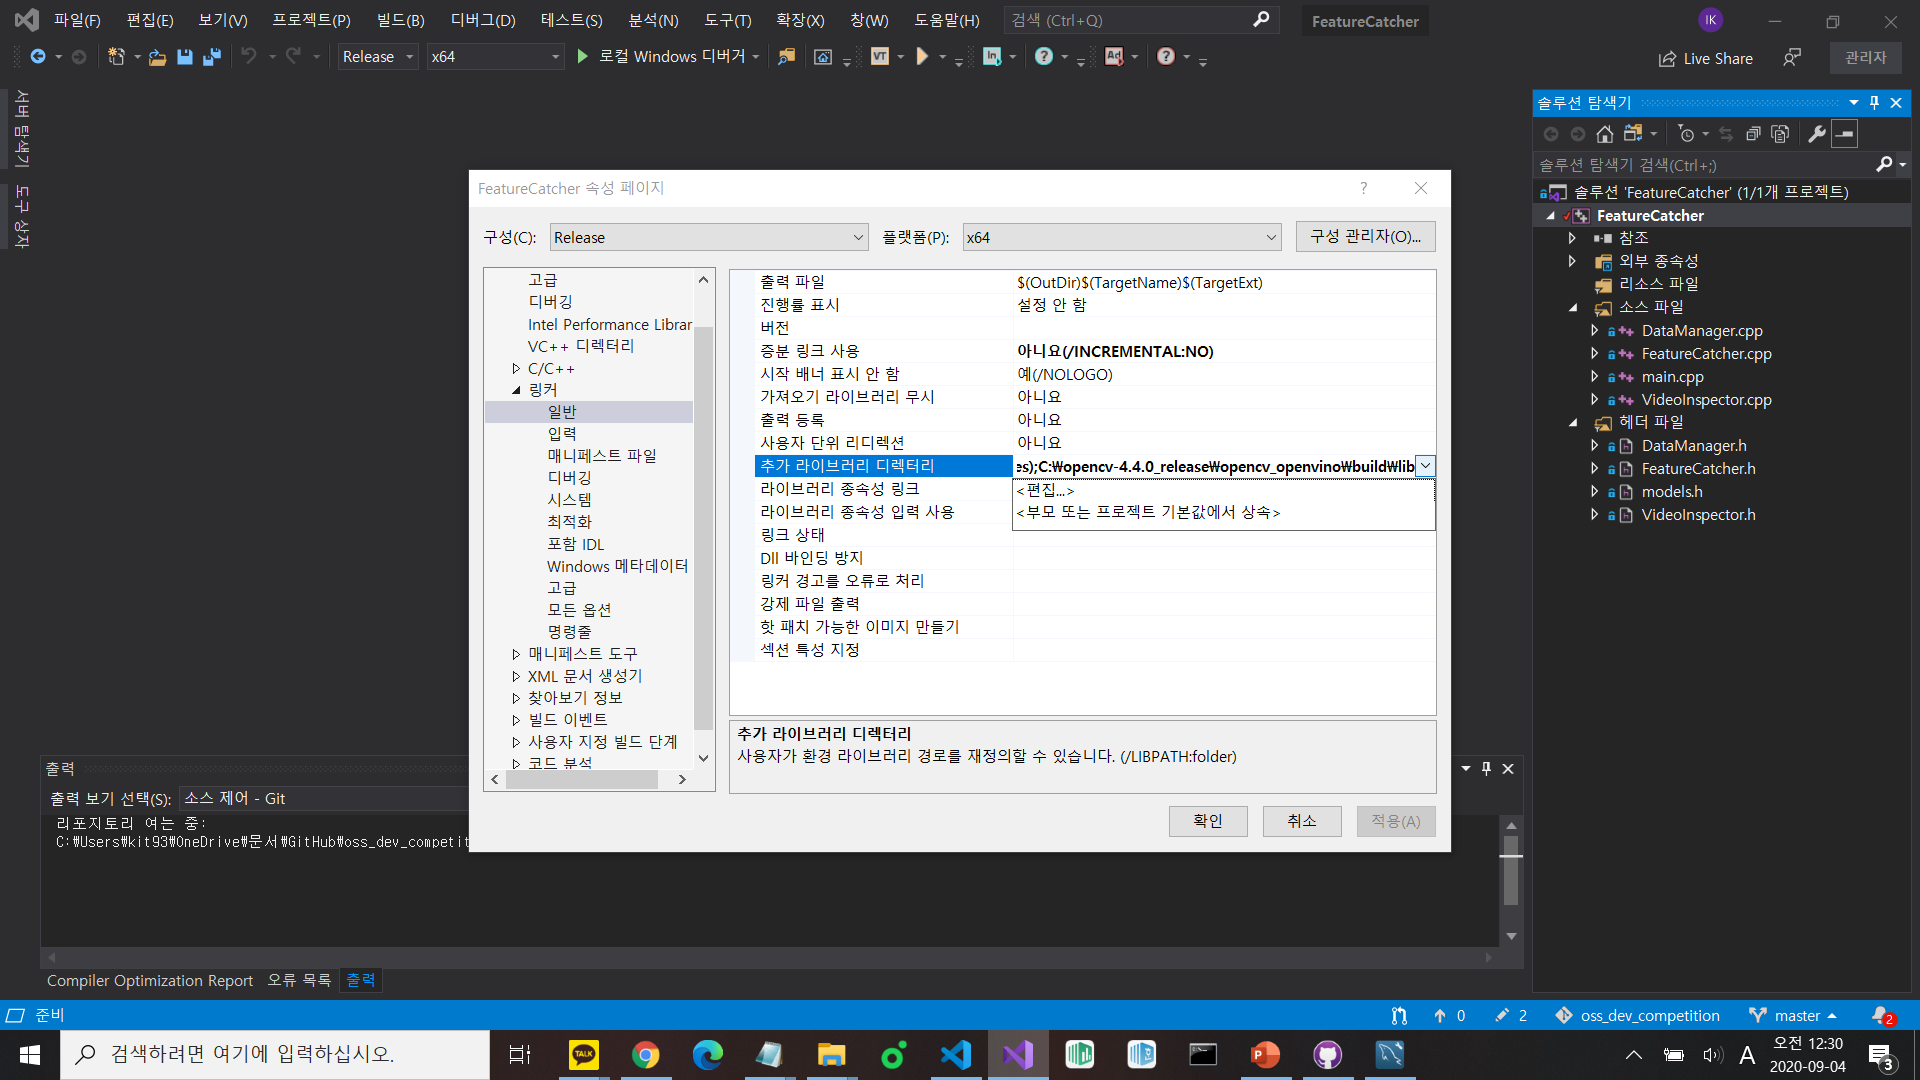 파일(F) 편집(E) 보기(V) 프로젝트(P) 빌드(B) 디버그(D) 테스트(S) 분석(N) 도구(T) 확장(X) 창(W) 도움말(H) 검색 (Ctrl+Q) FeatureCatcher IK
Release x64 로컬 Windows 디버거 VT In Ad Live Share 관리자
서버 탐색기
도구 상자
FeatureCatcher 속성 페이지
구성(C): Release 플랫폼(P): x64 구성 관리자(O)...
고급
디버깅
Intel Performance Librar
VC++ 디렉터리
C/C++
링커
일반
입력
매니페스트 파일
디버깅
시스템
최적화
포함 IDL
Windows 메타데이터
고급
모든 옵션
명령줄
매니페스트 도구
XML 문서 생성기
찾아보기 정보
빌드 이벤트
사용자 지정 빌드 단계
코드 분석
출력 파일 $(OutDir)$(TargetName)$(TargetExt)
진행률 표시 설정 안 함
버전
증분 링크 사용 아니요(/INCREMENTAL:NO)
시작 배너 표시 안 함 예(/NOLOGO)
가져오기 라이브러리 무시 아니요
출력 등록 아니요
사용자 단위 리디렉션 아니요
추가 라이브러리 디렉터리 es);C:\opencv-4.4.0_release\opencv_openvino\build\lib
라이브러리 종속성 링크 <편집...>
라이브러리 종속성 입력 사용 <부모 또는 프로젝트 기본값에서 상속>
링크 상태
Dll 바인딩 방지
링커 경고를 오류로 처리
강제 파일 출력
핫 패치 가능한 이미지 만들기
섹션 특성 지정
추가 라이브러리 디렉터리
사용자가 환경 라이브러리 경로를 재정의할 수 있습니다. (/LIBPATH:folder)
확인 취소 적용(A)
솔루션 탐색기
솔루션 탐색기 검색(Ctrl+;)
솔루션 'FeatureCatcher' (1/1개 프로젝트)
FeatureCatcher
참조
외부 종속성
리소스 파일
소스 파일
DataManager.cpp
FeatureCatcher.cpp
main.cpp
VideoInspector.cpp
헤더 파일
DataManager.h
FeatureCatcher.h
models.h
VideoInspector.h
출력
출력 보기 선택(S): 소스 제어 - Git
리포지토리 여는 중:
C:\Users\kit93\OneDrive\문서\GitHub\oss_dev_competit
Compiler Optimization Report 오류 목록 출력
준비 0 2 oss_dev_competition master 2
검색하려면 여기에 입력하십시오. TALK A 오전 12:30
2020-09-04 3